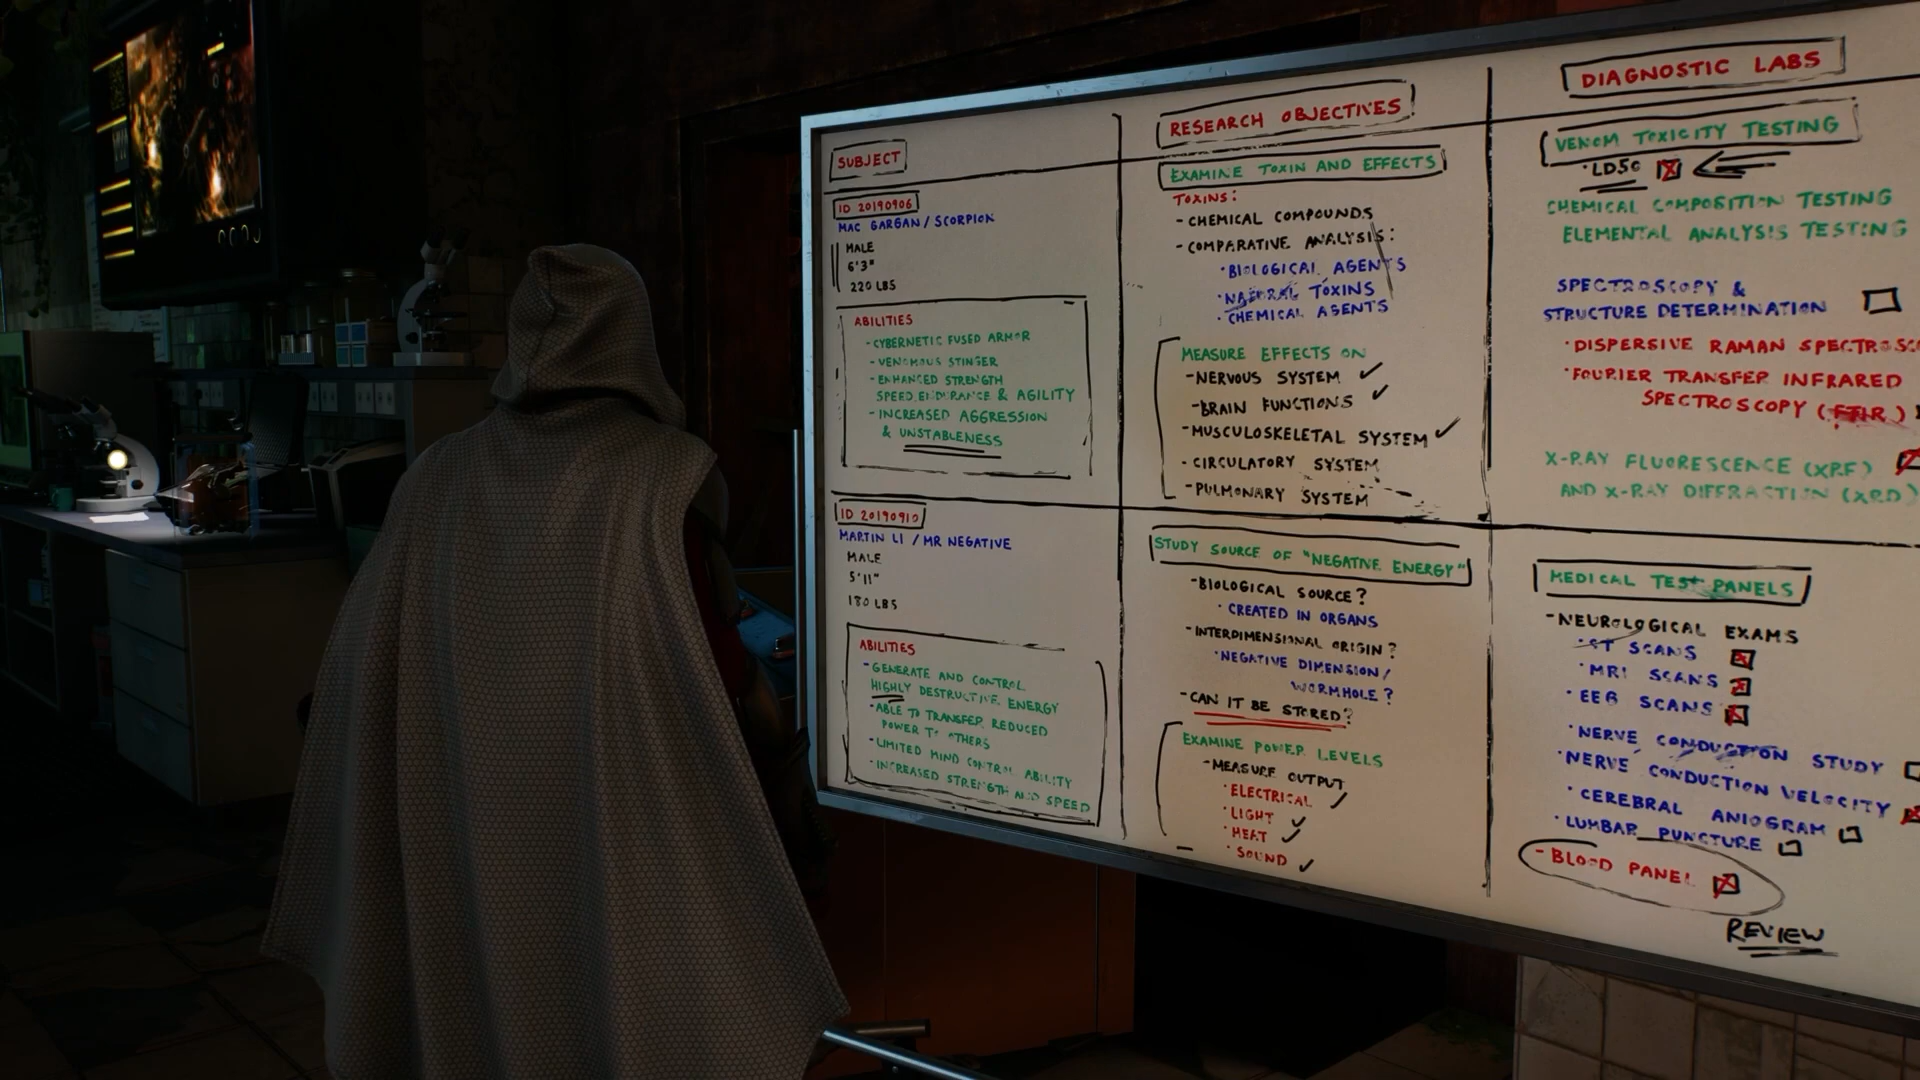 SUBJECT
ID 20190906
MAC GARGAN / SCORPION
MALE
6'3"
220 LBS
ABILITIES
- CYBERNETIC FUSED ARMOR
- VENOMOUS STINGER
- ENHANCED STRENGTH
SPEED, ENDURANCE & AGILITY
- INCREASED AGGRESSION
& UNSTABLENESS
ID 20190910
MARTIN LI / MR NEGATIVE
MALE
5'11"
180 LBS
ABILITIES
- GENERATE AND CONTROL
HIGHLY DESTRUCTIVE ENERGY
- ABLE TO TRANSFER REDUCED
POWER TO OTHERS
- LIMITED MIND CONTROL ABILITY
- INCREASED STRENGTH AND SPEED
RESEARCH OBJECTIVES
EXAMINE TOXIN AND EFFECTS
TOXINS:
- CHEMICAL COMPOUNDS
- COMPARATIVE ANALYSIS:
· BIOLOGICAL AGENTS
· NATURAL TOXINS
· CHEMICAL AGENTS
MEASURE EFFECTS ON
- NERVOUS SYSTEM ✓
- BRAIN FUNCTIONS ✓
- MUSCULOSKELETAL SYSTEM ✓
- CIRCULATORY SYSTEM
- PULMONARY SYSTEM
STUDY SOURCE OF "NEGATIVE ENERGY"
- BIOLOGICAL SOURCE?
· CREATED IN ORGANS
- INTERDIMENSIONAL ORIGIN?
· NEGATIVE DIMENSION /
WORMHOLE?
- CAN IT BE STORED?
EXAMINE POWER LEVELS
- MEASURE OUTPUT
· ELECTRICAL ✓
· LIGHT ✓
· HEAT ✓
· SOUND ✓
DIAGNOSTIC LABS
VENOM TOXICITY TESTING
· LD50
CHEMICAL COMPOSITION TESTING
ELEMENTAL ANALYSIS TESTING
SPECTROSCOPY &
STRUCTURE DETERMINATION
· DISPERSIVE RAMAN
· FOURIER TRANSFER INFRARED
SPECTROSCOPY (FTIR)
X-RAY FLUORESCENCE (XRF)
AND X-RAY DIFFRACTION (XRD)
MEDICAL TEST PANELS
- NEUROLOGICAL EXAMS
· CT SCANS
· MRI SCANS
· EEG SCANS
· NERVE CONDUCTION STUDY
· NERVE CONDUCTION VELOCITY
· CEREBRAL ANIOGRAM
· LUMBAR PUNCTURE
- BLOOD PANEL
REVIEW